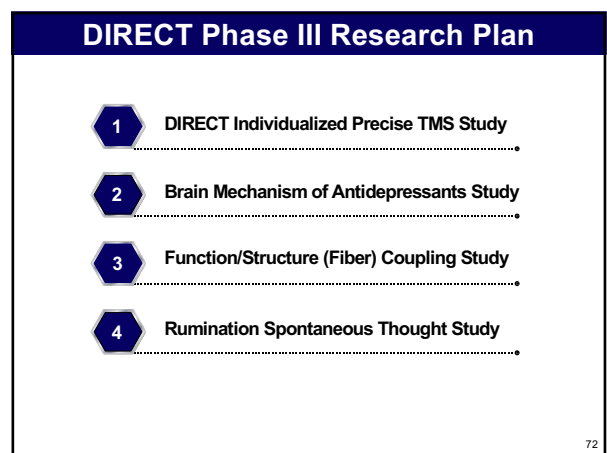 DIRECT Phase III Research Plan
1 DIRECT Individualized Precise TMS Study
2 Brain Mechanism of Antidepressants Study
3 Function/Structure (Fiber) Coupling Study
4 Rumination Spontaneous Thought Study
72